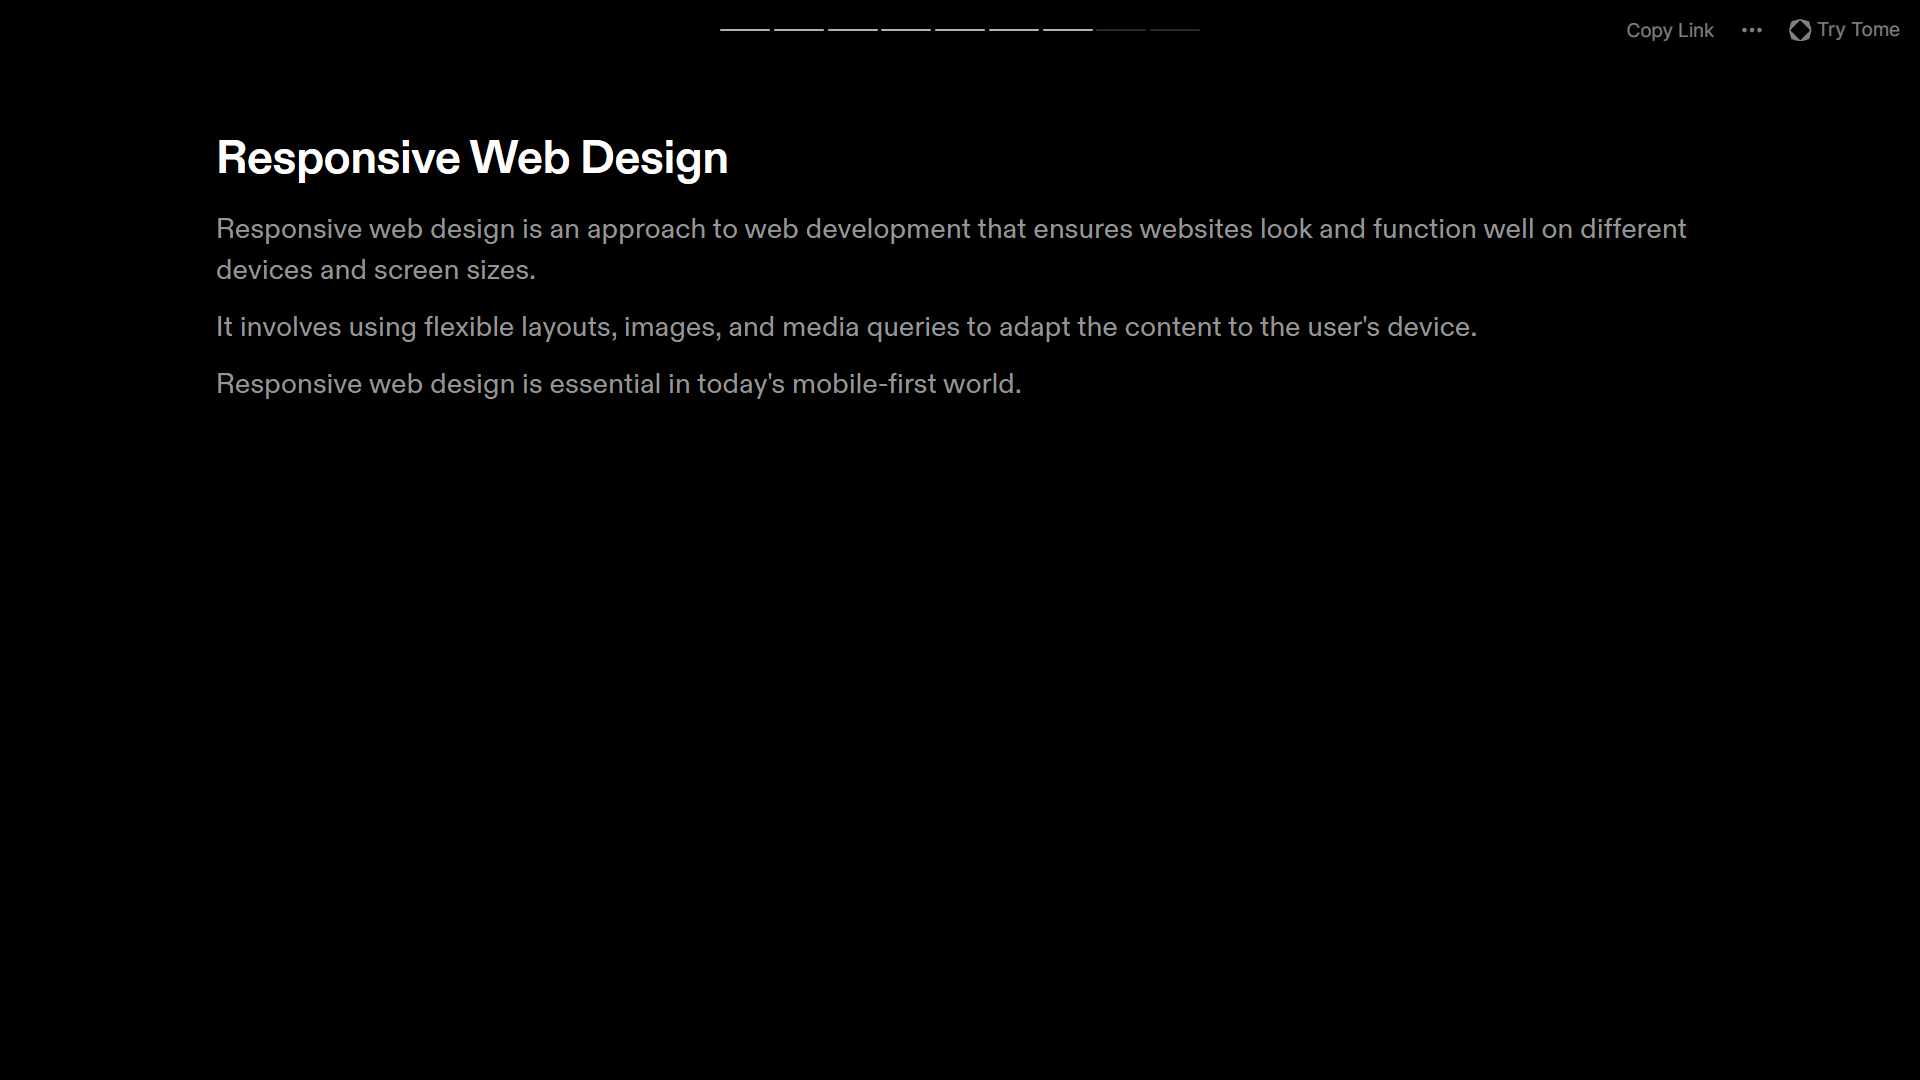 Copy Link
Try Tome
Responsive Web Design
Responsive web design is an approach to web development that ensures websites look and function well on different
devices and screen sizes.
It involves using flexible layouts, images, and media queries to adapt the content to the user's device.
Responsive web design is essential in today's mobile-first world.